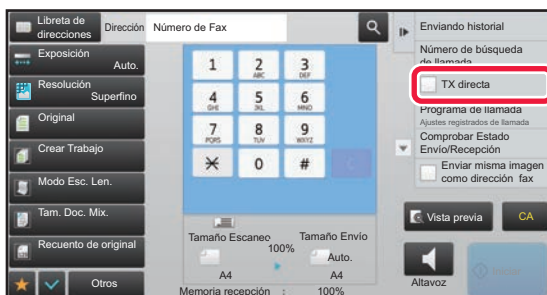 Libreta de
direcciones
Dirección
Número de Fax
Exposición
Auto.
Resolución
Superfino
Original
Crear Trabajo
Modo Esc. Len.
Tam. Doc. Mix.
Recuento de original
Otros
1
2
ABC
3
DEF
4
GHI
5
JKL
6
MNO
7
PQRS
8
TUV
9
WXYZ
0
#
C
Tamaño Escaneo
100%
Tamaño Envío
Auto.
A4
A4
Memoria recepción : 100%
Enviando historial
Número de búsqueda
de llamada
TX directa
Programa de llamada
Ajustes registrados de llamada
Comprobar Estado
Envío/Recepción
Enviar misma imagen
como dirección fax
Vista previa
CA
Altavoz